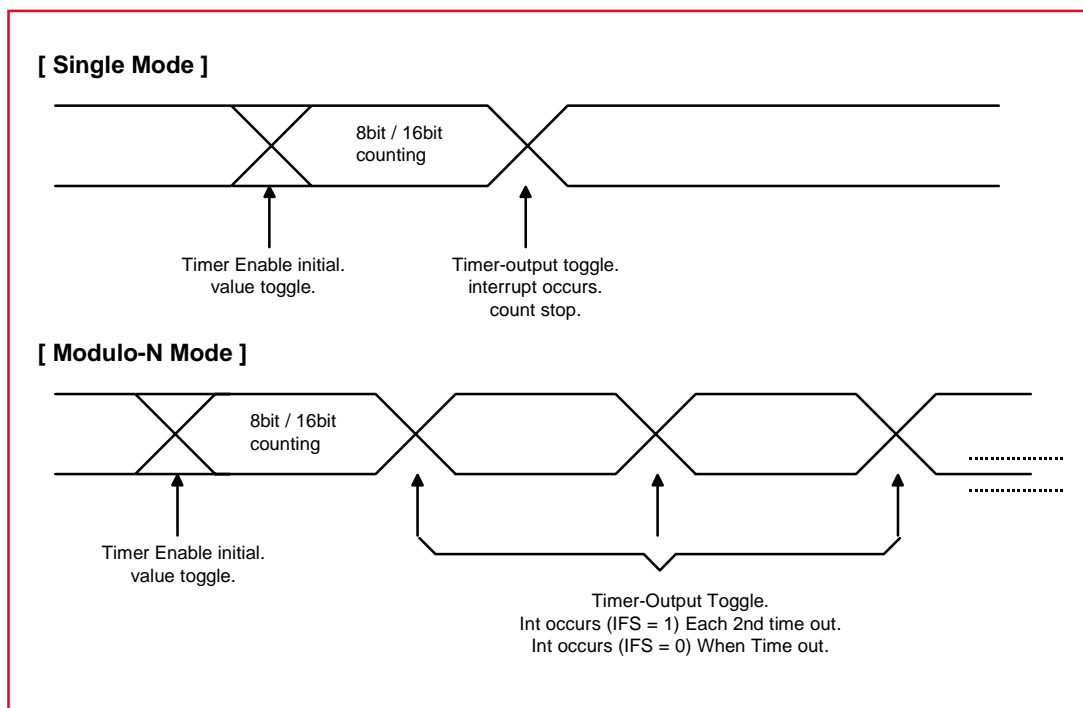 [ Single Mode ]
8bit / 16bit
counting
Timer Enable initial.
value toggle.
Timer-output toggle.
interrupt occurs.
count stop.
[ Modulo-N Mode ]
8bit / 16bit
counting
Timer Enable initial.
value toggle.
Timer-Output Toggle.
Int occurs (IFS = 1) Each 2nd time out.
Int occurs (IFS = 0) When Time out.